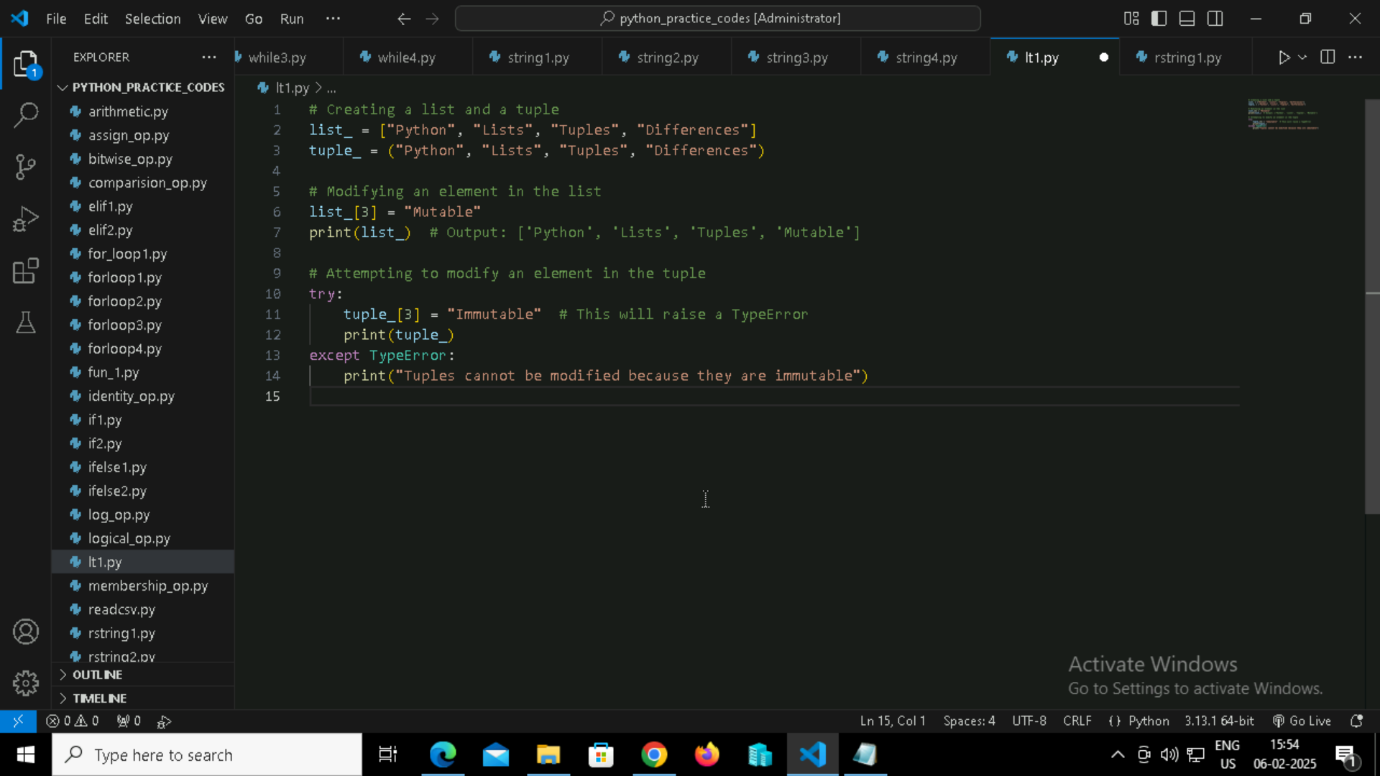 File Edit Selection View Go Run ··· python_practice_codes [Administrator]
EXPLORER ···
while3.py while4.py string1.py string2.py string3.py string4.py lt1.py rstring1.py ···
PYTHON_PRACTICE_CODES
arithmetic.py
assign_op.py
bitwise_op.py
comparision_op.py
elif1.py
elif2.py
for_loop1.py
forloop1.py
forloop2.py
forloop3.py
forloop4.py
fun_1.py
identity_op.py
if1.py
if2.py
ifelse1.py
ifelse2.py
log_op.py
logical_op.py
lt1.py
membership_op.py
readcsv.py
rstring1.py
rstring2.py
OUTLINE
TIMELINE
1
lt1.py > ...
1 # Creating a list and a tuple
2 list_ = ["Python", "Lists", "Tuples", "Differences"]
3 tuple_ = ("Python", "Lists", "Tuples", "Differences")
4
5 # Modifying an element in the list
6 list_[3] = "Mutable"
7 print(list_)  # Output: ['Python', 'Lists', 'Tuples', 'Mutable']
8
9 # Attempting to modify an element in the tuple
10 try:
11     tuple_[3] = "Immutable"  # This will raise a TypeError
12     print(tuple_)
13 except TypeError:
14     print("Tuples cannot be modified because they are immutable")
15
Activate Windows
Go to Settings to activate Windows.
0 0 0 Ln 15, Col 1 Spaces: 4 UTF-8 CRLF {} Python 3.13.1 64-bit Go Live
Type here to search
ENG
US
15:54
06-02-2025
1